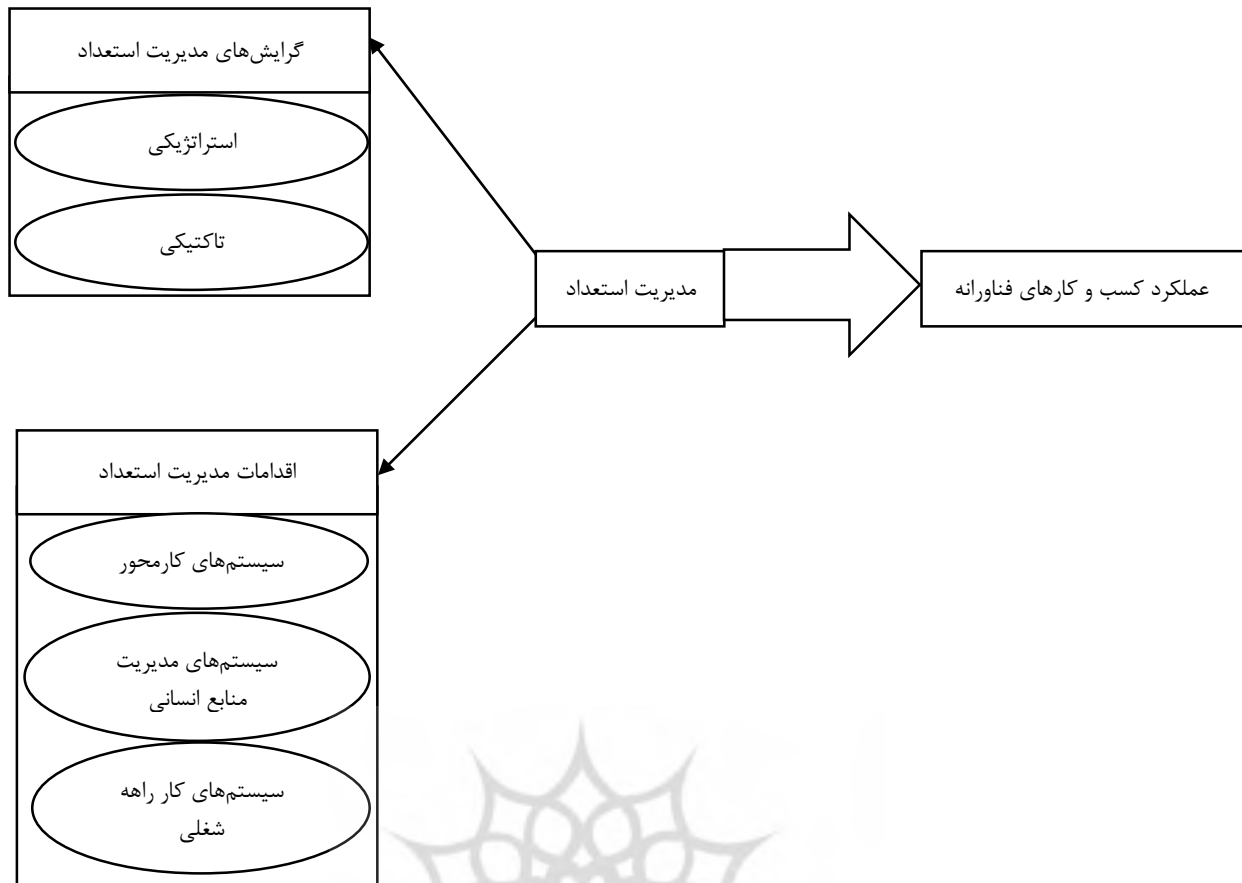 گرایش‌های مدیریت استعداد
استراتژیکی
تاکتیکی
مدیریت استعداد
عملکرد کسب و کارهای فناورانه
اقدامات مدیریت استعداد
سیستم‌های کارمحور
سیستم‌های مدیریت
منابع انسانی
سیستم‌های کار راهه
شغلی